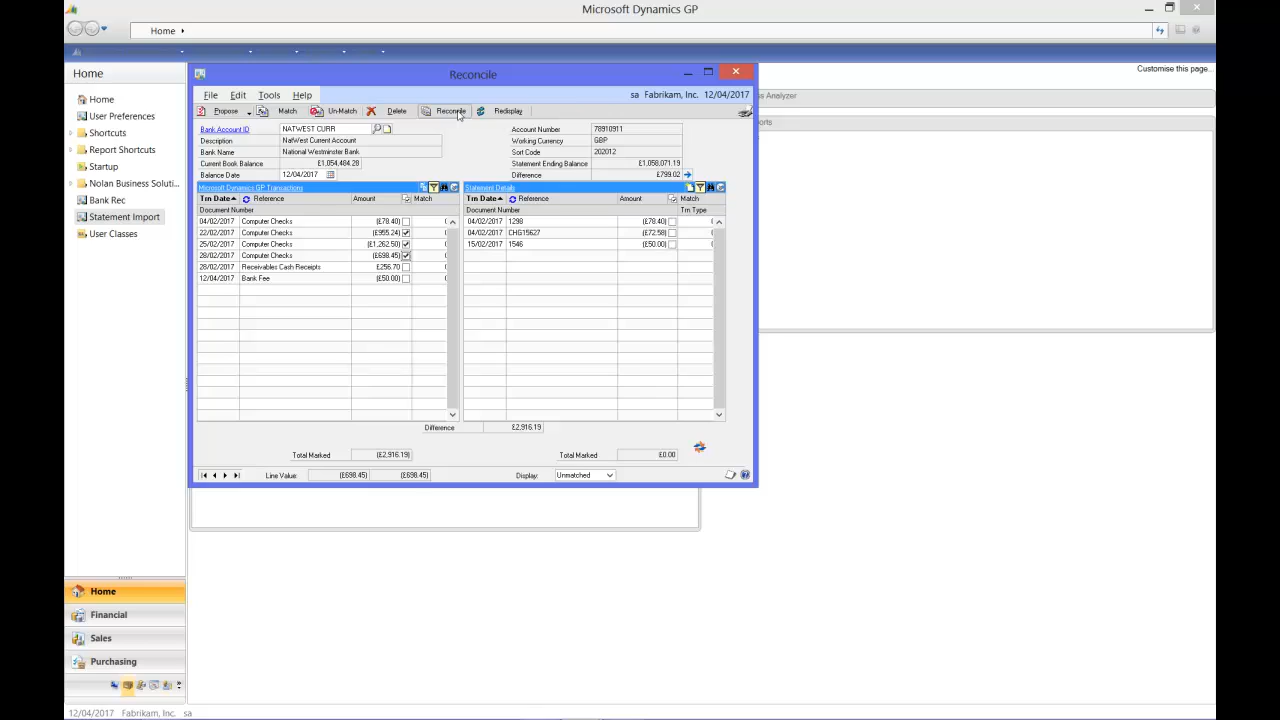 Microsoft Dynamics GP
Home
Home
Customise this page...
Home
User Preferences
Shortcuts
Report Shortcuts
Startup
Nolan Business Soluti...
Bank Rec
Statement Import
User Classes
Reconcile
File Edit Tools Help sa Fabrikam, Inc. 12/04/2017
Propose Match Un-Match Delete Reconcile Redisplay
Bank Account ID NATWEST CURR Account Number 78910911
Description NatWest Current Account Working Currency GBP
Bank Name National Westminster Bank Sort Code 202012
Current Book Balance £1,054,484.28 Statement Ending Balance £1,058,071.19
Balance Date 12/04/2017 Difference £799.02
Microsoft Dynamics GP Transactions Statement Details
Trn Date Reference Amount Match Trn Date Reference Amount Match
Document Number Document Number Trn Type
04/02/2017 Computer Checks (£78.40) 04/02/2017 1298 (£78.40)
22/02/2017 Computer Checks (£955.24) 04/02/2017 CHG15627 (£72.58)
25/02/2017 Computer Checks (£1,262.50) 15/02/2017 1546 (£50.00)
28/02/2017 Computer Checks (£698.45)
28/02/2017 Receivables Cash Receipts £256.70
12/04/2017 Bank Fee (£50.00)
Difference £2,916.19
Total Marked (£2,916.19) Total Marked £0.00
Line Value: (£698.45) (£698.45) Display: Unmatched
ss Analyzer
orts
Home
Financial
Sales
Purchasing
12/04/2017 Fabrikam, Inc. sa